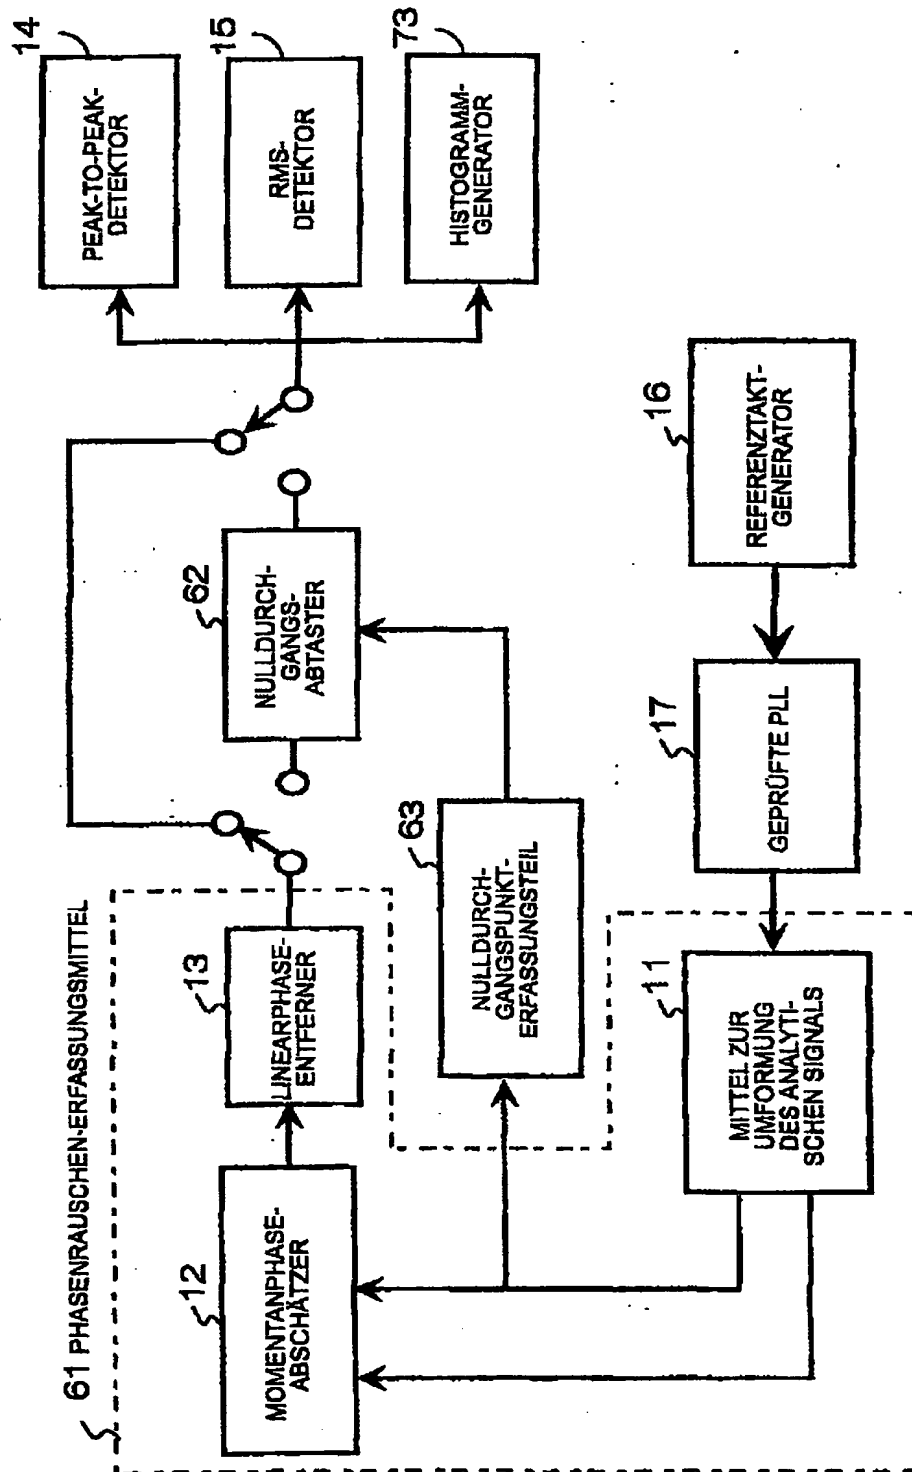 61 PHASENRAUSCHEN-ERFASSUNGSMITTEL
12
MOMENTANPHASE-
ABSCHÄTZER
13
LINEARPHASE-
ENTFERNER
62
NULLDURCH-
GANGS-
ABTASTER
14
PEAK-TO-PEAK-
DETEKTOR
15
RMS-
DETEKTOR
73
HISTOGRAMM-
GENERATOR
63
NULLDURCH-
GANGSPUNKT-
ERFASSUNGSTEIL
11
MITTEL ZUR
UMFORMUNG
DES ANALYTI-
SCHEN SIGNALS
17
GEPRÜFTE PLL
16
REFERENZTAKT-
GENERATOR